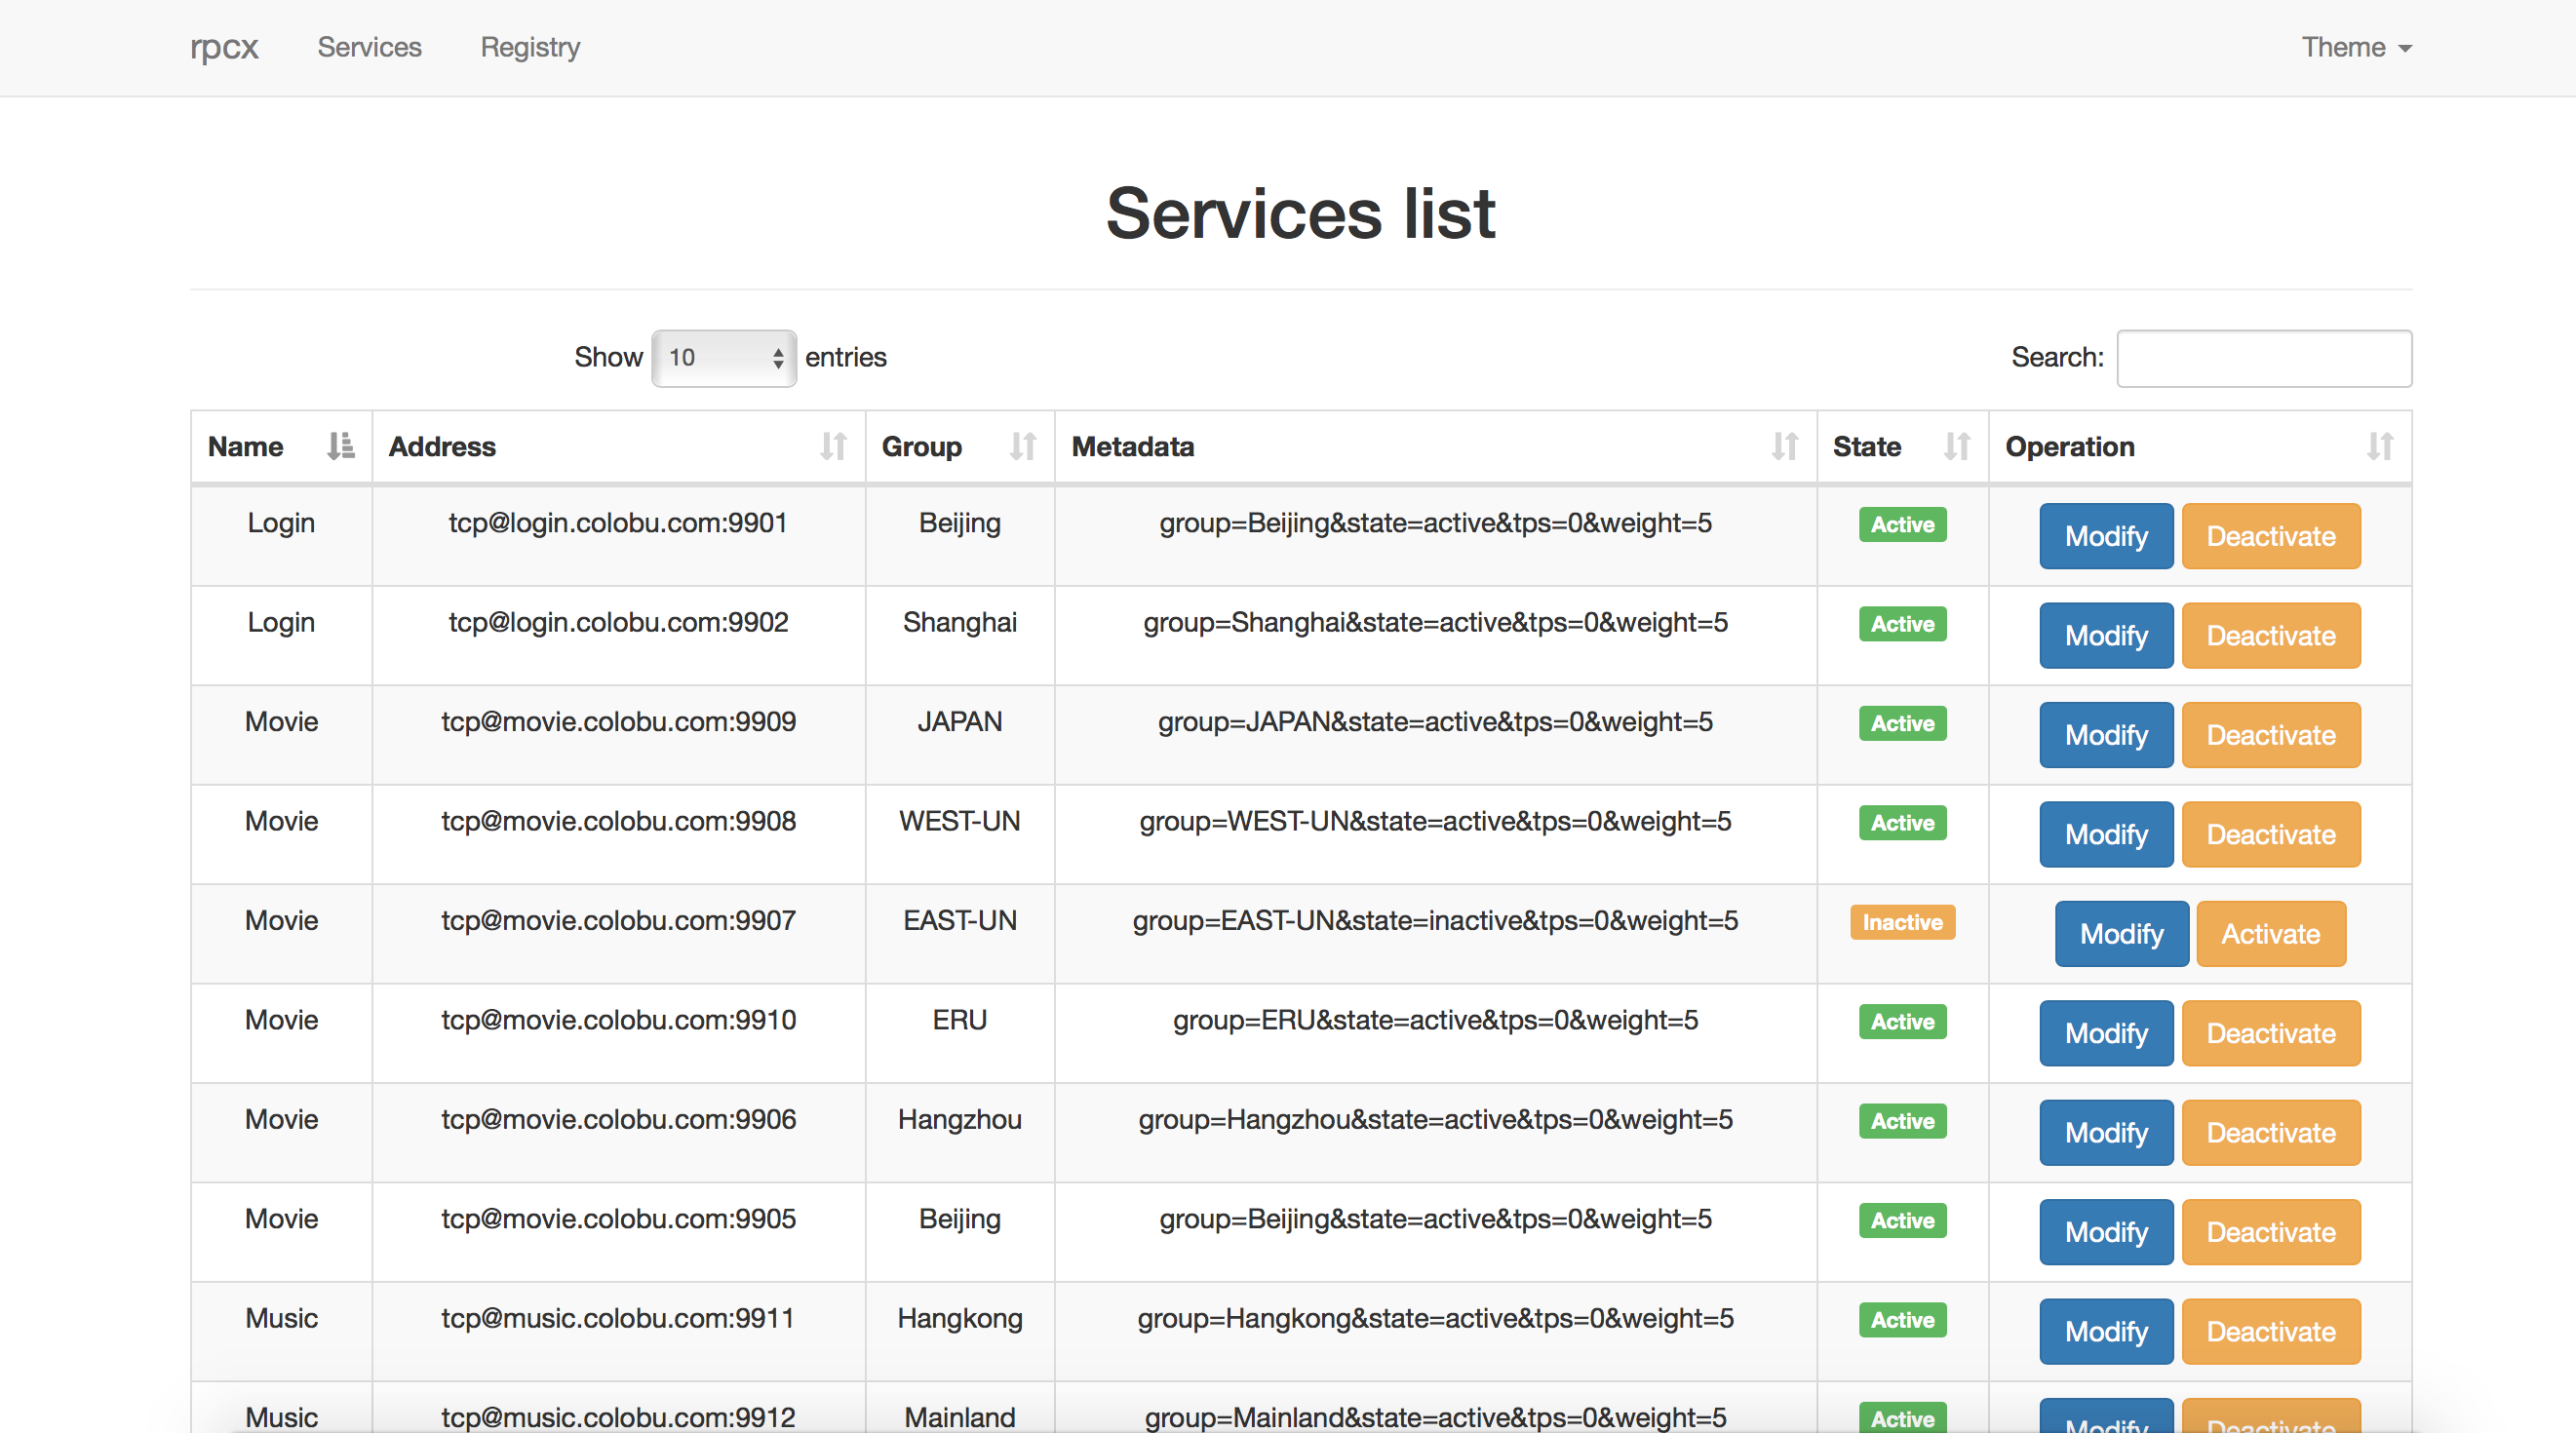 rpcx Services Registry Theme
Services list
Show 10 entries Search:
Name Address Group Metadata State Operation
Login tcp@login.colobu.com:9901 Beijing group=Beijing&state=active&tps=0&weight=5 Active Modify Deactivate
Login tcp@login.colobu.com:9902 Shanghai group=Shanghai&state=active&tps=0&weight=5 Active Modify Deactivate
Movie tcp@movie.colobu.com:9909 JAPAN group=JAPAN&state=active&tps=0&weight=5 Active Modify Deactivate
Movie tcp@movie.colobu.com:9908 WEST-UN group=WEST-UN&state=active&tps=0&weight=5 Active Modify Deactivate
Movie tcp@movie.colobu.com:9907 EAST-UN group=EAST-UN&state=inactive&tps=0&weight=5 Inactive Modify Activate
Movie tcp@movie.colobu.com:9910 ERU group=ERU&state=active&tps=0&weight=5 Active Modify Deactivate
Movie tcp@movie.colobu.com:9906 Hangzhou group=Hangzhou&state=active&tps=0&weight=5 Active Modify Deactivate
Movie tcp@movie.colobu.com:9905 Beijing group=Beijing&state=active&tps=0&weight=5 Active Modify Deactivate
Music tcp@music.colobu.com:9911 Hangkong group=Hangkong&state=active&tps=0&weight=5 Active Modify Deactivate
Music tcp@music.colobu.com:9912 Mainland group=Mainland&state=active&tps=0&weight=5 Active Modify Deactivate